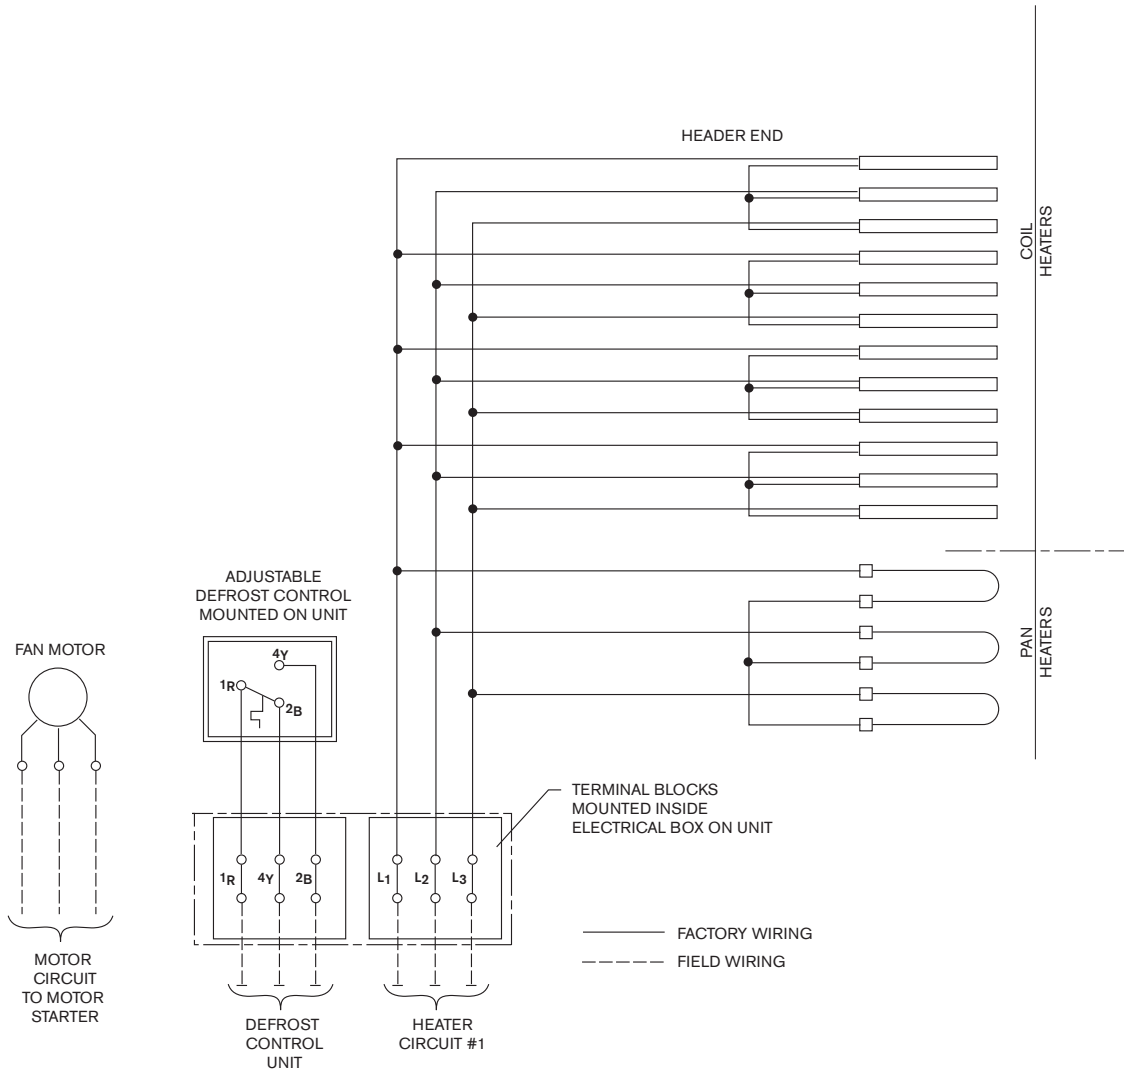 HEADER END
COIL
HEATERS
ADJUSTABLE
DEFROST CONTROL
MOUNTED ON UNIT
4Y
1R
2B
FAN MOTOR
PAN
HEATERS
TERMINAL BLOCKS
MOUNTED INSIDE
ELECTRICAL BOX ON UNIT
1R 4Y 2B L1 L2 L3
FACTORY WIRING
FIELD WIRING
MOTOR
CIRCUIT
TO MOTOR
STARTER
DEFROST
CONTROL
UNIT
HEATER
CIRCUIT #1